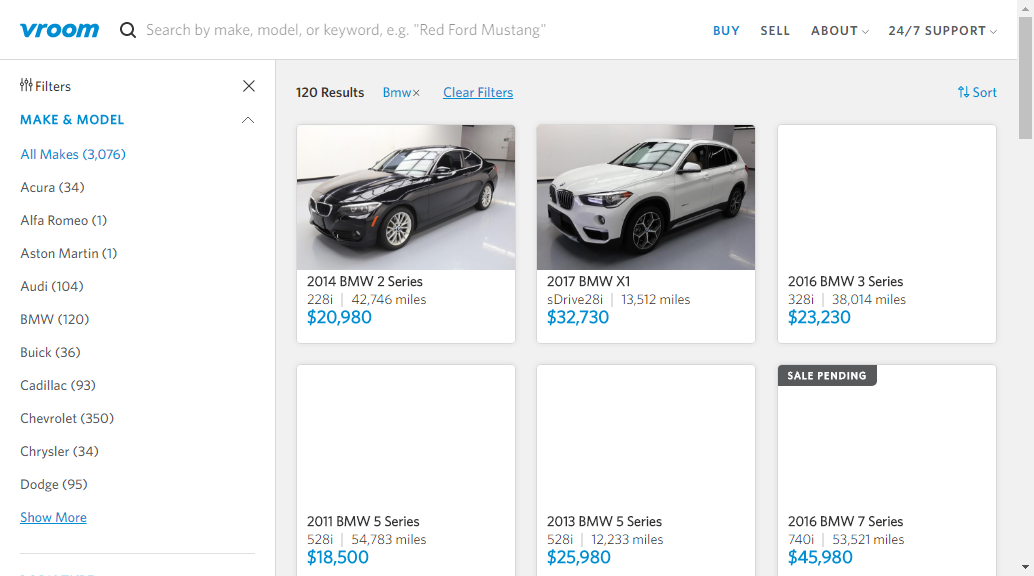 vroom
Search by make, model, or keyword, e.g. "Red Ford Mustang"
BUY
SELL
ABOUT
24/7 SUPPORT
Filters
MAKE & MODEL
All Makes (3,076)
Acura (34)
Alfa Romeo (1)
Aston Martin (1)
Audi (104)
BMW (120)
Buick (36)
Cadillac (93)
Chevrolet (350)
Chrysler (34)
Dodge (95)
Show More
120 Results
Bmw×
Clear Filters
Sort
2014 BMW 2 Series
228i | 42,746 miles
$20,980
2017 BMW X1
sDrive28i | 13,512 miles
$32,730
2016 BMW 3 Series
328i | 38,014 miles
$23,230
2011 BMW 5 Series
528i | 54,783 miles
$18,500
2013 BMW 5 Series
528i | 12,233 miles
$25,980
SALE PENDING
2016 BMW 7 Series
740i | 53,521 miles
$45,980